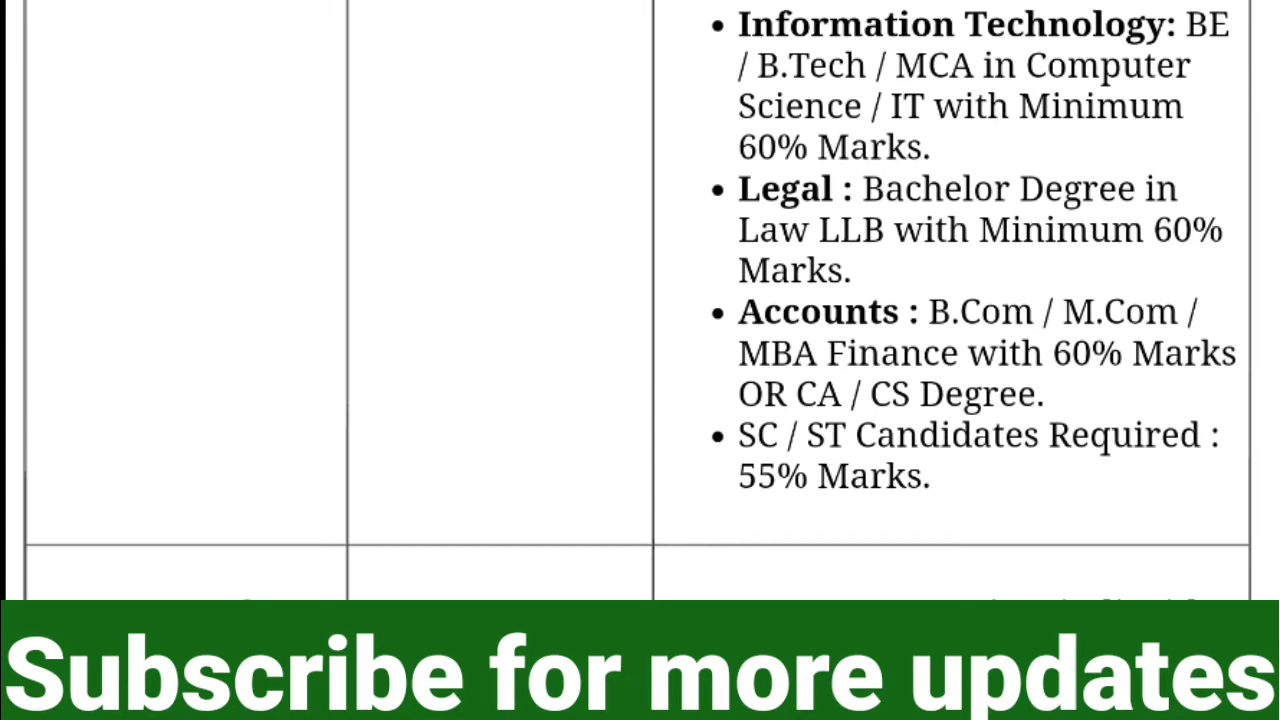 • Information Technology: BE
/ B.Tech / MCA in Computer
Science / IT with Minimum
60% Marks.
• Legal : Bachelor Degree in
Law LLB with Minimum 60%
Marks.
• Accounts : B.Com / M.Com /
MBA Finance with 60% Marks
OR CA / CS Degree.
• SC / ST Candidates Required :
55% Marks.
Subscribe for more updates